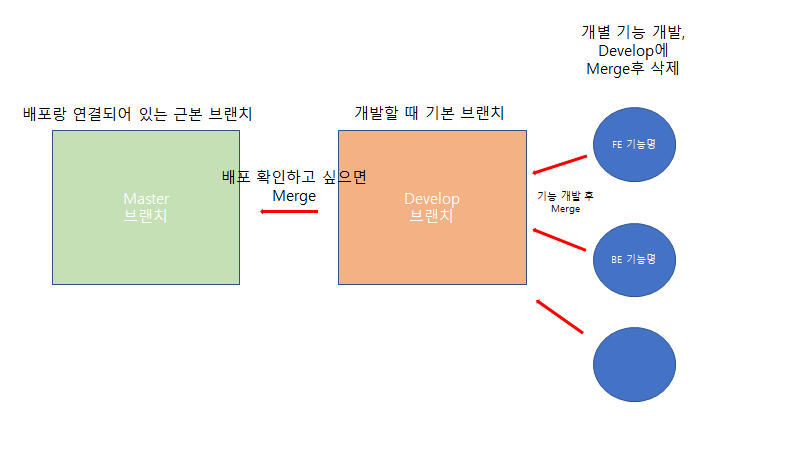 개별 기능 개발,
Develop에
Merge후 삭제
배포랑 연결되어 있는 근본 브랜치
개발할 때 기본 브랜치
FE 기능명
배포 확인하고 싶으면
Merge
Master
브랜치
Develop
브랜치
기능 개발 후
Merge
BE 기능명